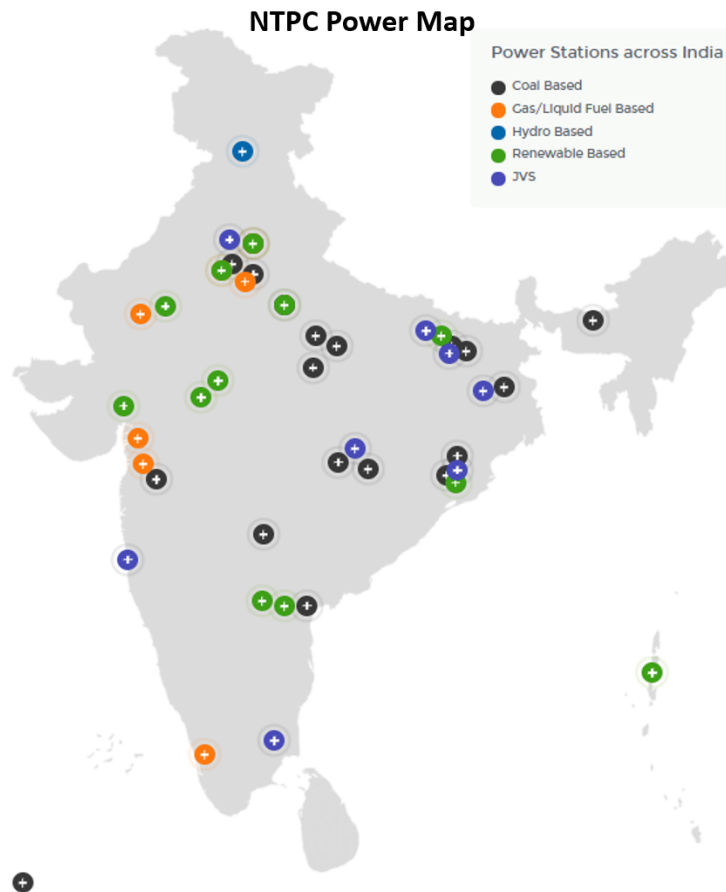 NTPC Power Map
Power Stations across India
Coal Based
Gas/Liquid Fuel Based
Hydro Based
Renewable Based
JVS